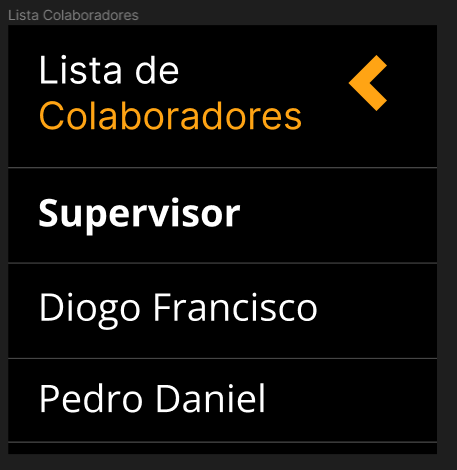 Lista Colaboradores
Lista de
Colaboradores
Supervisor
Diogo Francisco
Pedro Daniel